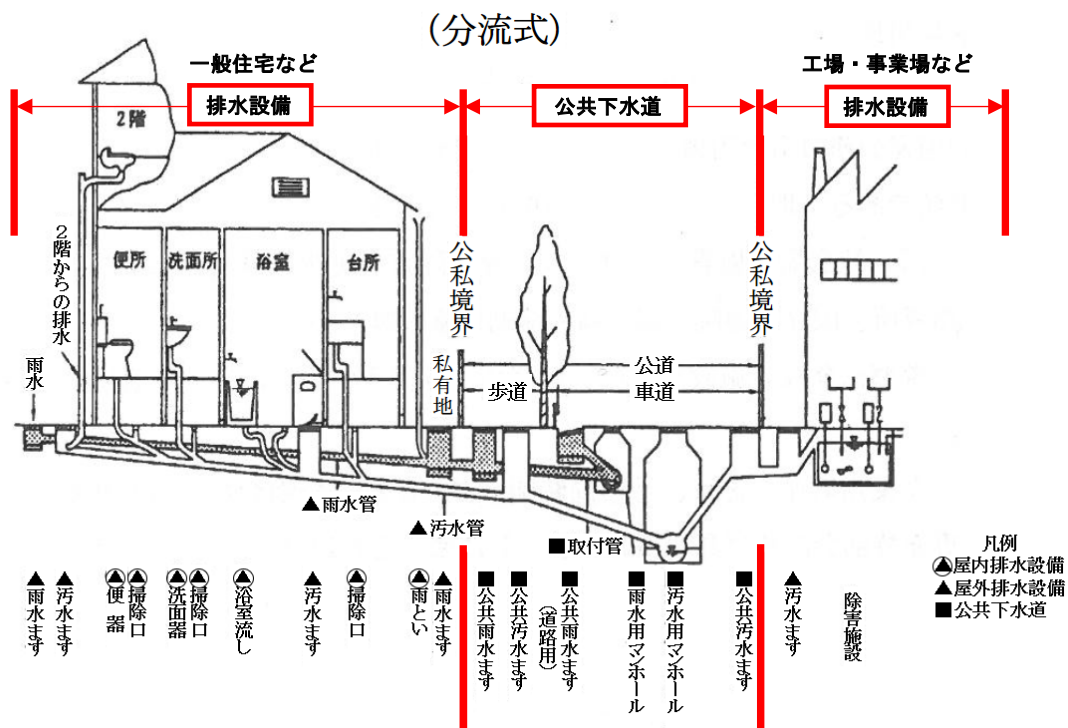 (分流式)
一般住宅など
工場・事業場など
排水設備
公共下水道
排水設備
2階
便所
洗面所
浴室
台所
2階からの排水
雨水
公私境界
公私境界
私有地
公道
歩道
車道
▲雨水管
▲汚水管
■取付管
凡例
▲屋内排水設備
▲屋外排水設備
■公共下水道
▲雨水ます
▲汚水ます
▲便器
▲掃除口
▲洗面器
▲掃除口
▲浴室流し
▲汚水ます
▲掃除口
▲雨とい
▲雨水ます
■公共雨水ます
■公共汚水ます
■公共雨水ます
(道路用)
■雨水用マンホール
■汚水用マンホール
■公共汚水ます
▲汚水ます
除害施設